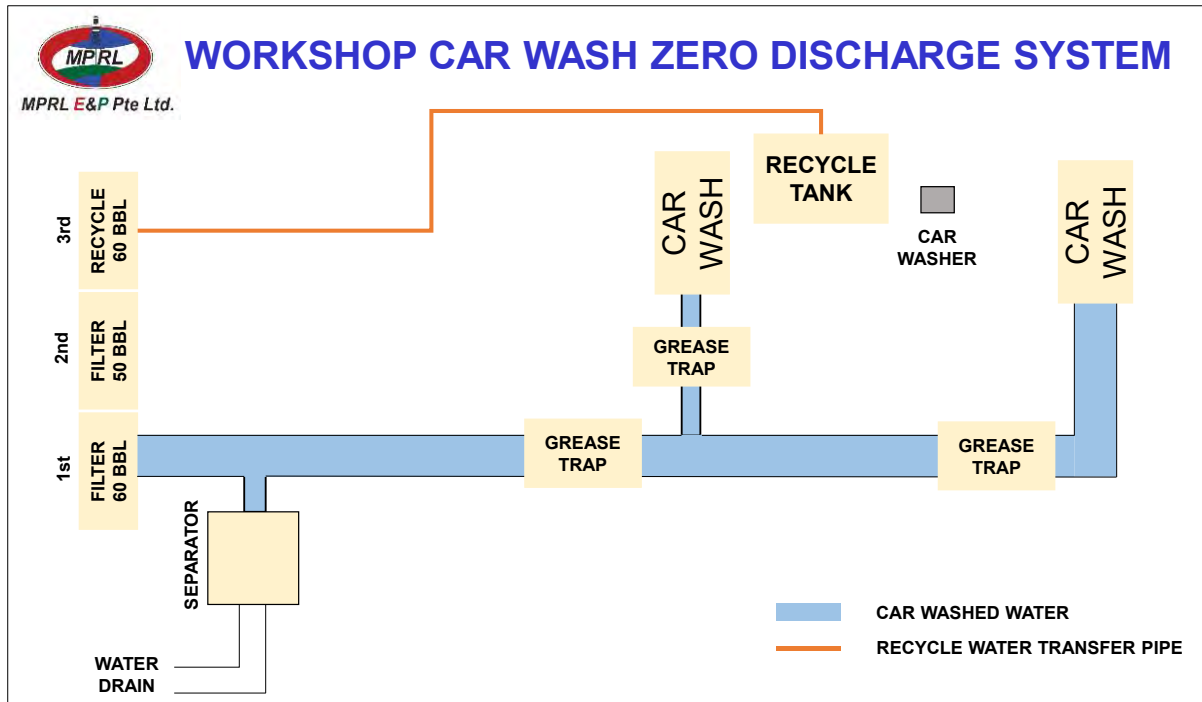 MPRL
MPRL E&P Pte Ltd.
WORKSHOP CAR WASH ZERO DISCHARGE SYSTEM
3rd
RECYCLE
60 BBL
2nd
FILTER
50 BBL
1st
FILTER
60 BBL
CAR
WASH
RECYCLE
TANK
CAR
WASHER
CAR
WASH
GREASE
TRAP
GREASE
TRAP
GREASE
TRAP
SEPARATOR
WATER
DRAIN
CAR WASHED WATER
RECYCLE WATER TRANSFER PIPE